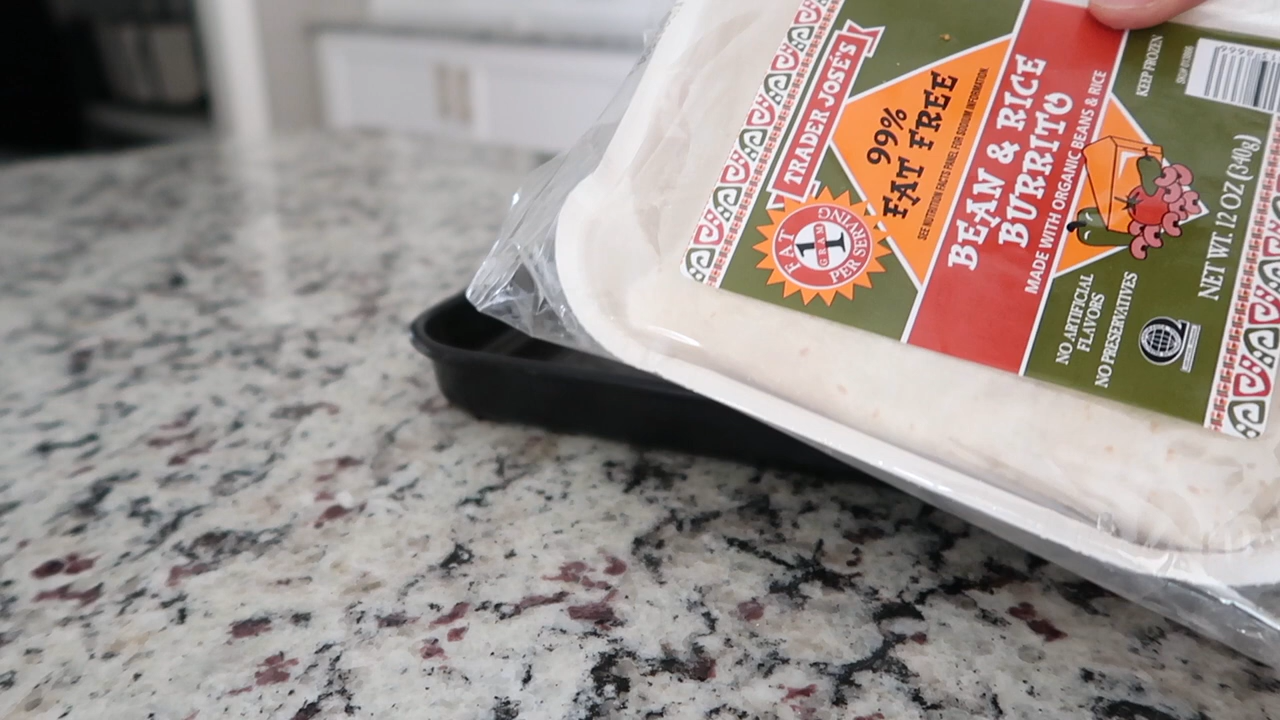 TRADER JOSÉ'S
99%
FAT FREE
SEE NUTRITION FACTS PANEL FOR SODIUM INFORMATION.
FAT
1
GRAM
PER SERVING
BEAN & RICE
BURRITO
MADE WITH ORGANIC BEANS & RICE
NO ARTIFICIAL
FLAVORS
NO PRESERVATIVES
KEEP FROZEN
NET WT. 12 OZ (340g)